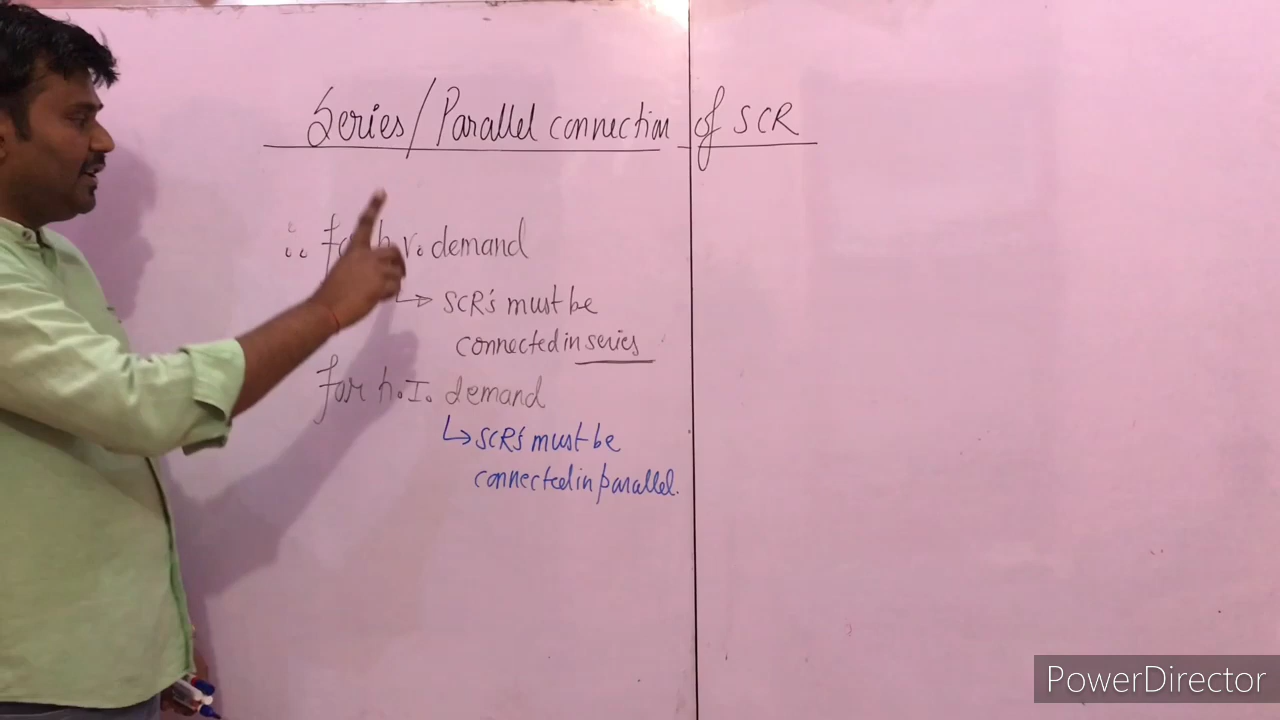 Series/Parallel connection of SCR
∴ for h.v. demand
↳ SCR's must be
connected in series
for h.I. demand
↳ SCR's must be
connected in parallel.
PowerDirector